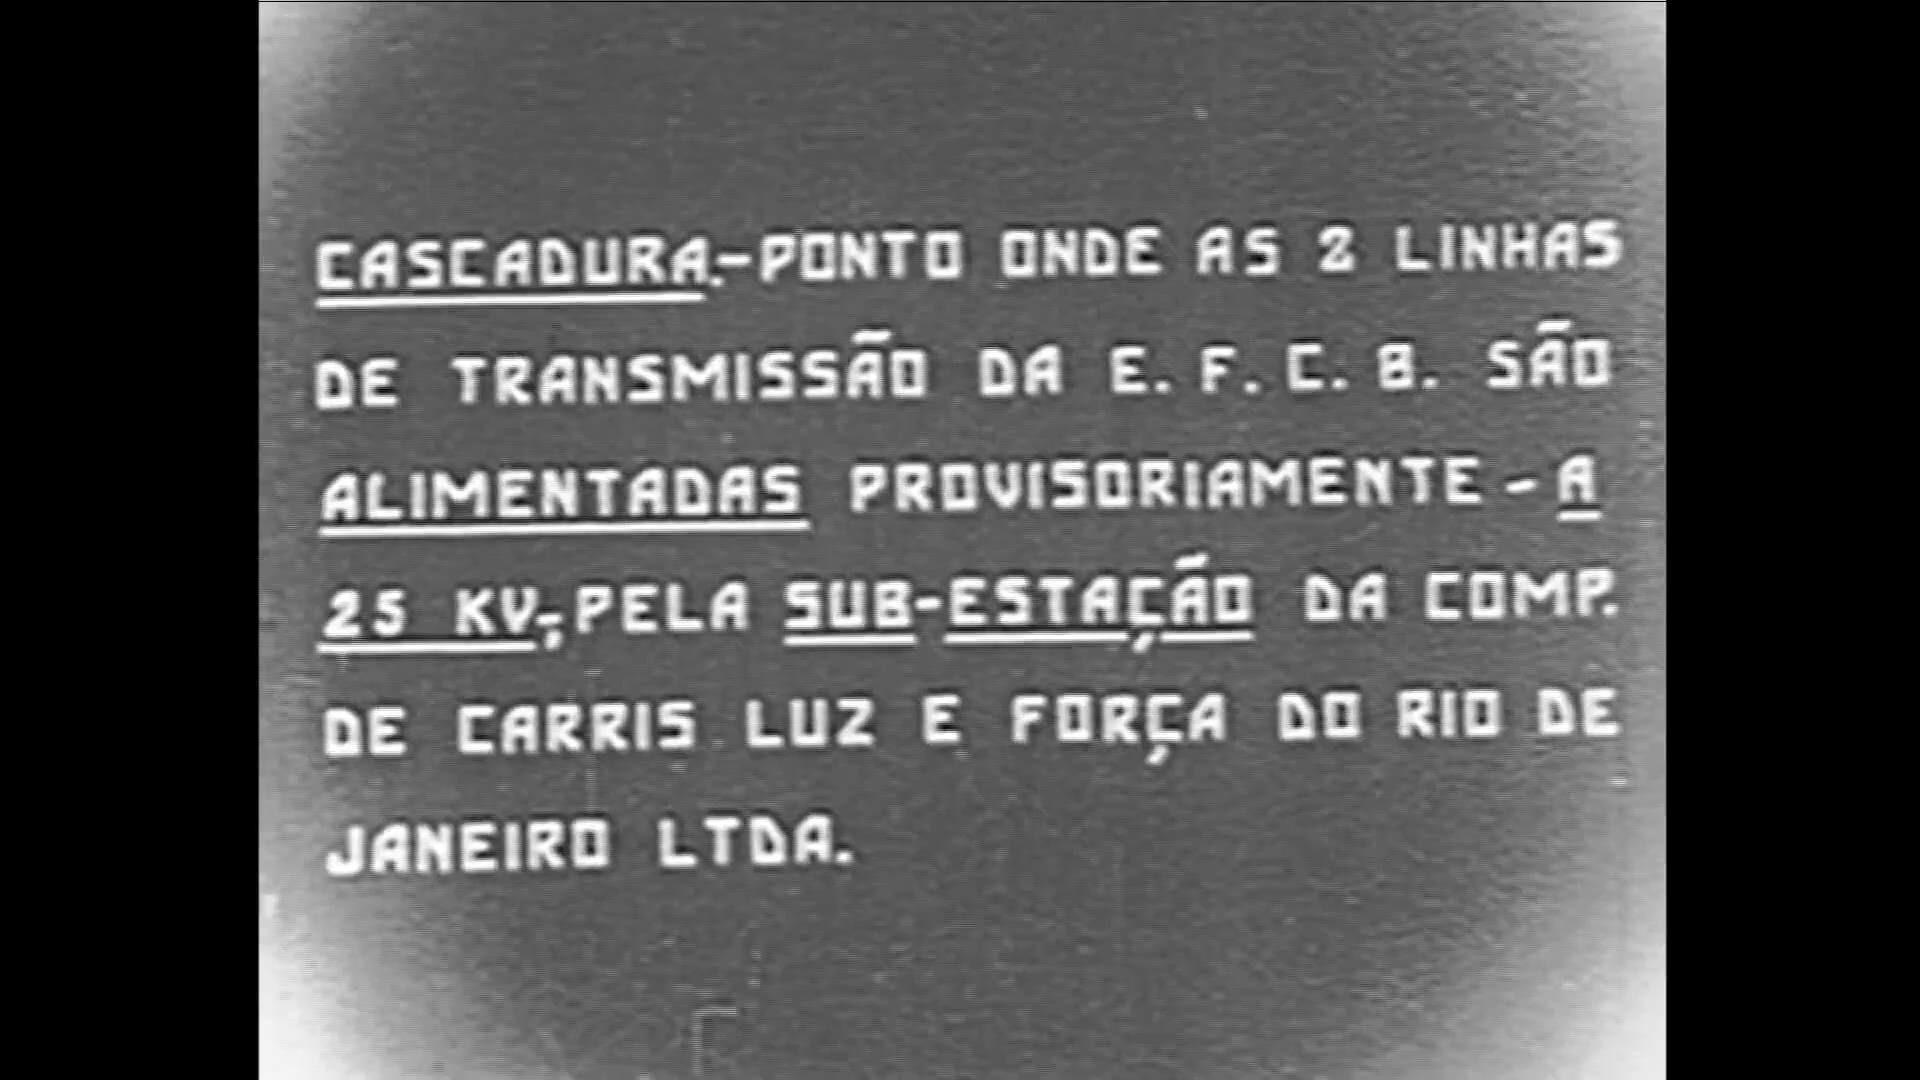 CASCADURA.-PONTO ONDE AS 2 LINHAS
DE TRANSMISSÃO DA E. F. C. B. SÃO
ALIMENTADAS PROVISORIAMENTE - A
25 KV,-PELA SUB-ESTAÇÃO DA COMP.
DE CARRIS LUZ E FORÇA DO RIO DE
JANEIRO LTDA.